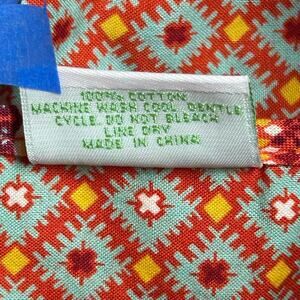 100% COTTON
MACHINE WASH COOL, GENTLE
CYCLE. DO NOT BLEACH
LINE DRY
MADE IN CHINA